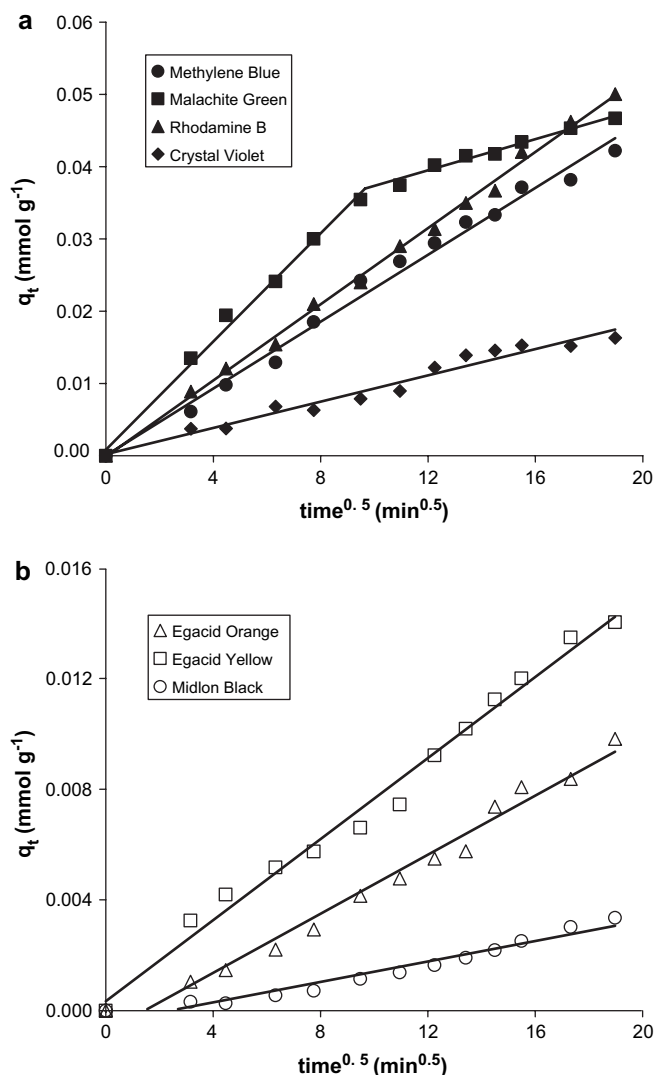 a
0.06
0.05
0.04
0.03
0.02
0.01
0.00
qt (mmol g-1)
Methylene Blue
Malachite Green
Rhodamine B
Crystal Violet
0 4 8 12 16 20
time0. 5 (min0.5)
b
0.016
0.012
0.008
0.004
0.000
qt (mmol g-1)
Egacid Orange
Egacid Yellow
Midlon Black
0 4 8 12 16 20
time0. 5 (min0.5)